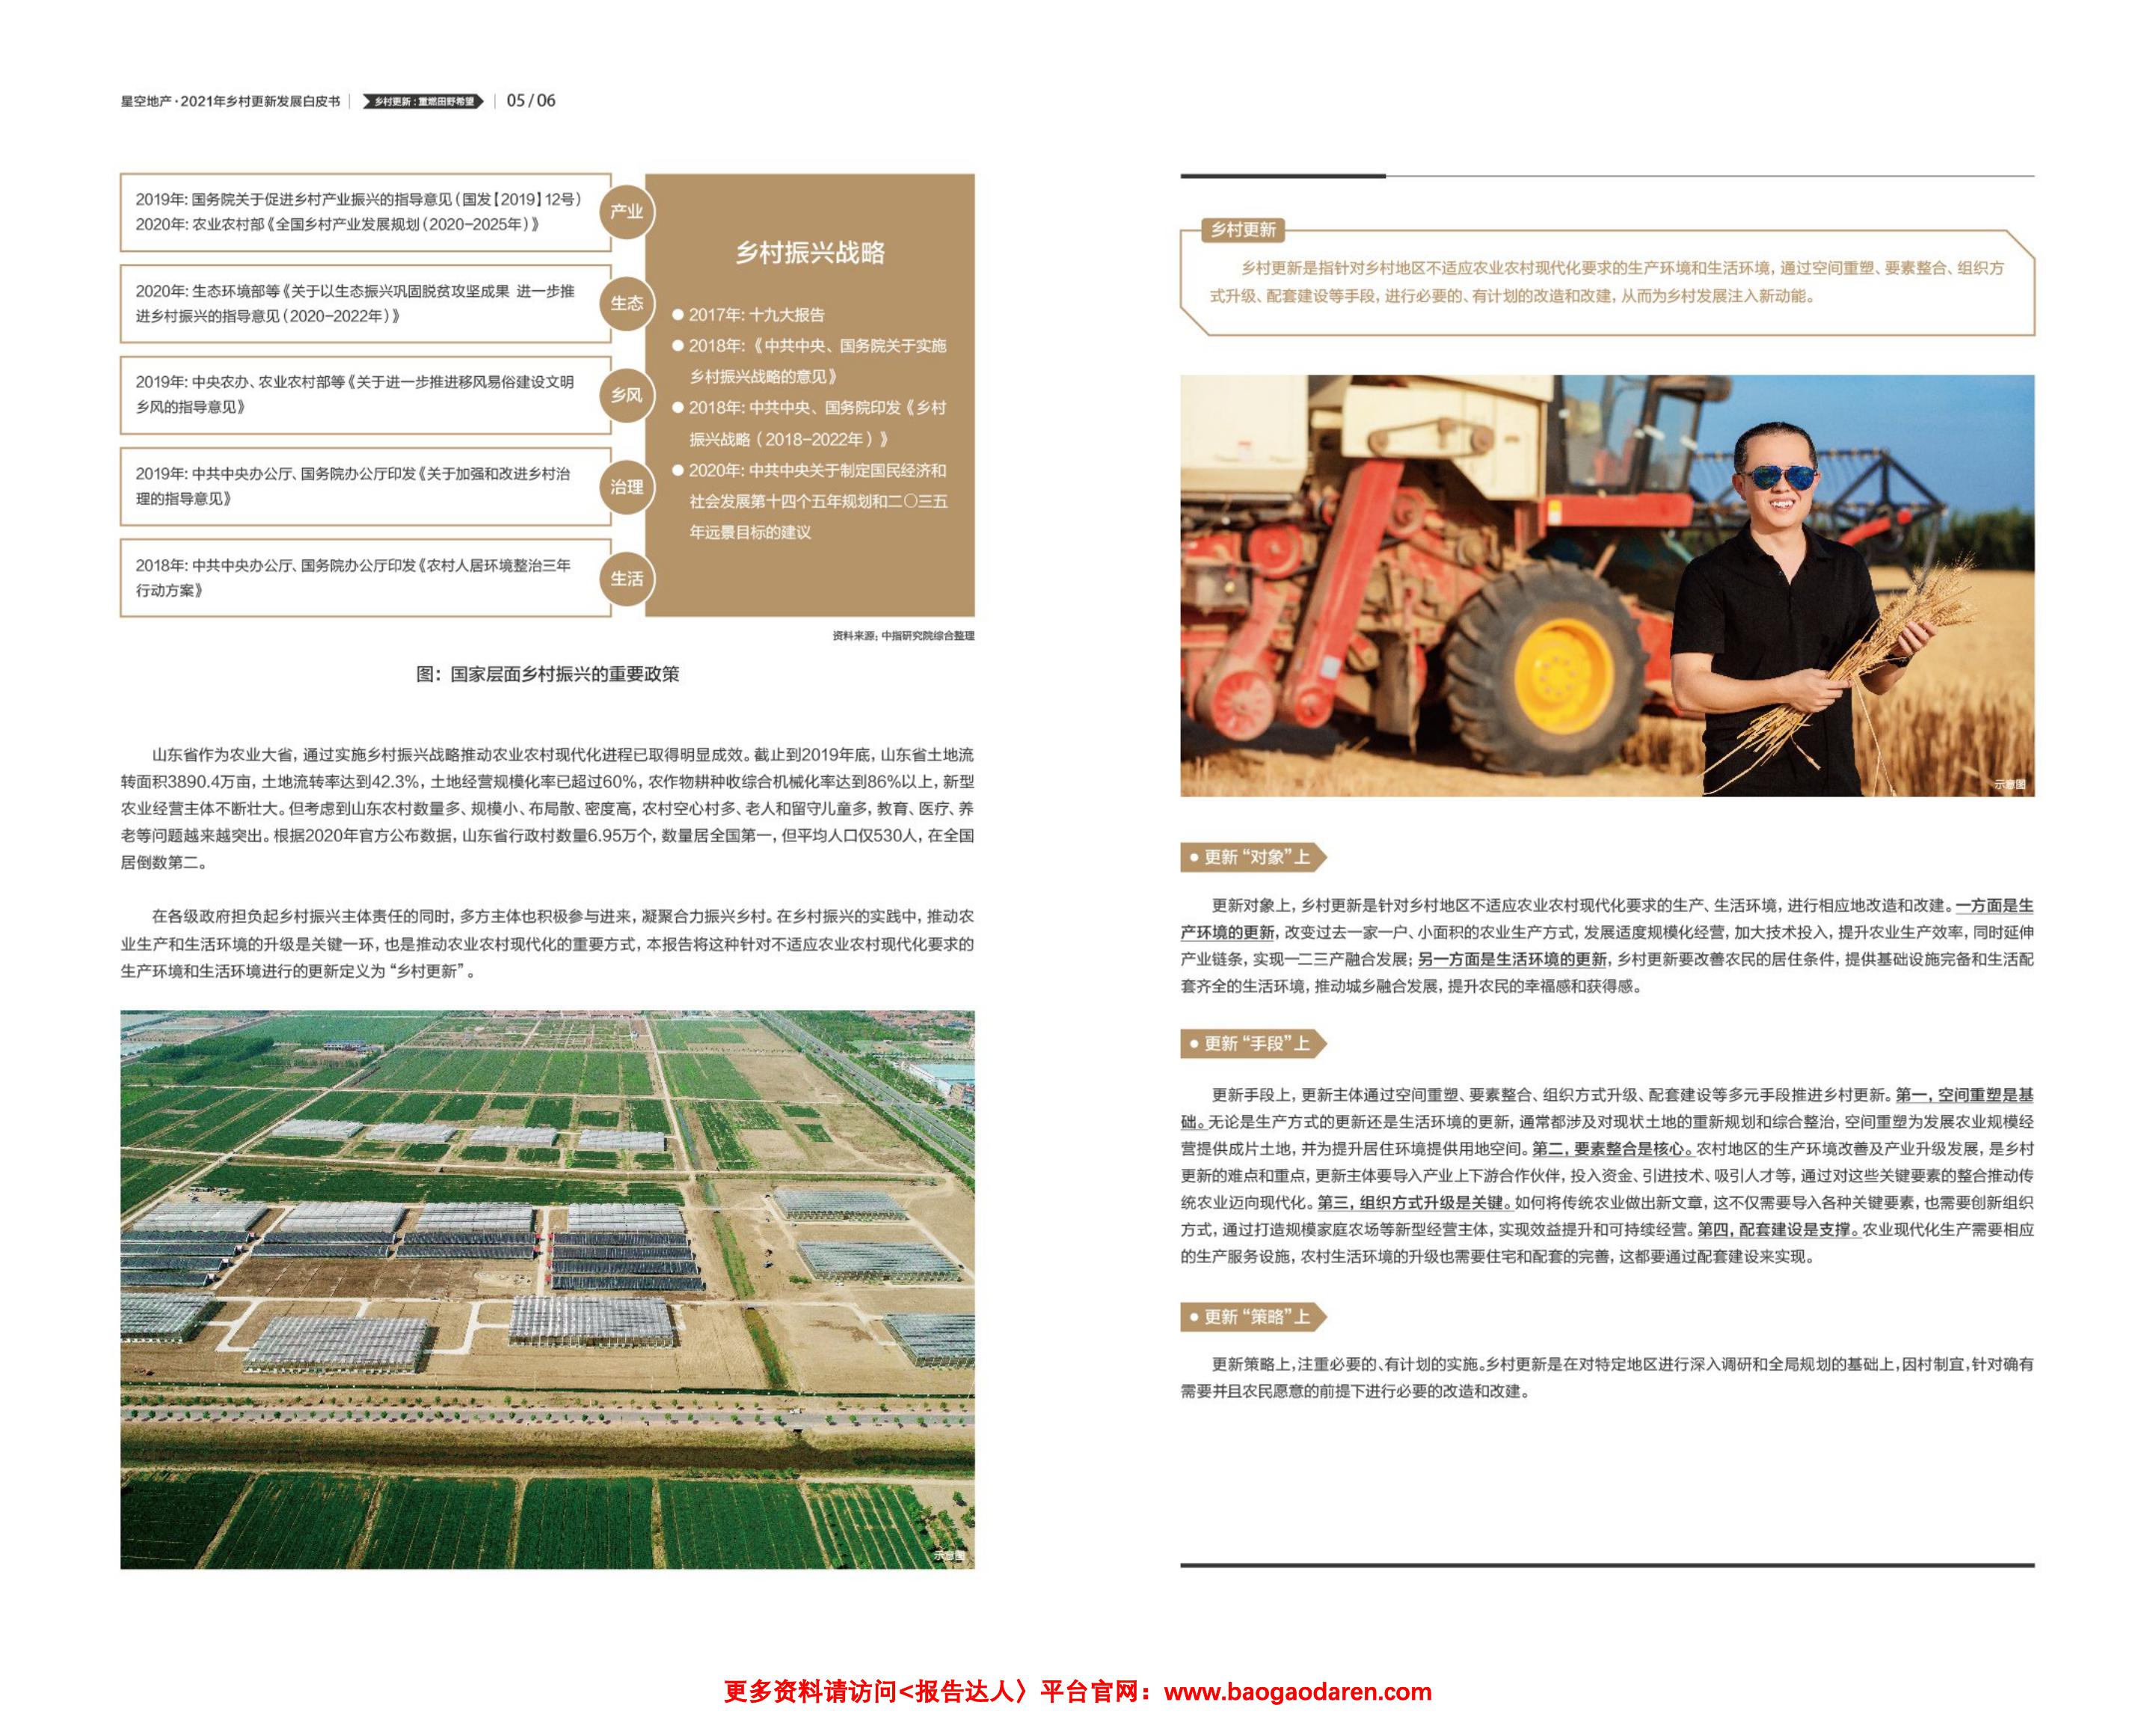 星空地产·2021年乡村更新发展白皮书
乡村更新：重燃田野希望
05/06
2019年：国务院关于促进乡村产业振兴的指导意见（国发【2019】12号）
2020年：农业农村部《全国乡村产业发展规划（2020-2025年）》
产业
2020年：生态环境部等《关于以生态振兴巩固脱贫攻坚成果 进一步推
进乡村振兴的指导意见（2020-2022年）》
生态
2019年：中央农办、农业农村部等《关于进一步推进移风易俗建设文明
乡风的指导意见》
乡风
2019年：中共中央办公厅、国务院办公厅印发《关于加强和改进乡村治
理的指导意见》
治理
2018年：中共中央办公厅、国务院办公厅印发《农村人居环境整治三年
行动方案》
生活
乡村振兴战略
● 2017年：十九大报告
● 2018年：《中共中央、国务院关于实施
乡村振兴战略的意见》
● 2018年：中共中央、国务院印发《乡村
振兴战略（2018-2022年）》
● 2020年：中共中央关于制定国民经济和
社会发展第十四个五年规划和二〇三五
年远景目标的建议
资料来源：中指研究院综合整理
图：国家层面乡村振兴的重要政策
山东省作为农业大省，通过实施乡村振兴战略推动农业农村现代化进程已取得明显成效。截止到2019年底，山东省土地流
转面积3890.4万亩，土地流转率达到42.3%，土地经营规模化率已超过60%，农作物耕种收综合机械化率达到86%以上，新型
农业经营主体不断壮大。但考虑到山东农村数量多、规模小、布局散、密度高，农村空心村多、老人和留守儿童多，教育、医疗、养
老等问题越来越突出。根据2020年官方公布数据，山东省行政村数量6.95万个，数量居全国第一，但平均人口仅530人，在全国
居倒数第二。
在各级政府担负起乡村振兴主体责任的同时，多方主体也积极参与进来，凝聚合力振兴乡村。在乡村振兴的实践中，推动农
业生产和生活环境的升级是关键一环，也是推动农业农村现代化的重要方式，本报告将这种针对不适应农业农村现代化要求的
生产环境和生活环境进行的更新定义为“乡村更新”。
示意图
乡村更新
乡村更新是指针对乡村地区不适应农业农村现代化要求的生产环境和生活环境，通过空间重塑、要素整合、组织方
式升级、配套建设等手段，进行必要的、有计划的改造和改建，从而为乡村发展注入新动能。
示意图
● 更新“对象”上
更新对象上，乡村更新是针对乡村地区不适应农业农村现代化要求的生产、生活环境，进行相应地改造和改建。一方面是生
产环境的更新，改变过去一家一户、小面积的农业生产方式，发展适度规模化经营，加大技术投入，提升农业生产效率，同时延伸
产业链条，实现一二三产融合发展；另一方面是生活环境的更新，乡村更新要改善农民的居住条件，提供基础设施完备和生活配
套齐全的生活环境，推动城乡融合发展，提升农民的幸福感和获得感。
● 更新“手段”上
更新手段上，更新主体通过空间重塑、要素整合、组织方式升级、配套建设等多元手段推进乡村更新。第一，空间重塑是基
础。无论是生产方式的更新还是生活环境的更新，通常都涉及对现状土地的重新规划和综合整治，空间重塑为发展农业规模经
营提供成片土地，并为提升居住环境提供用地空间。第二，要素整合是核心。农村地区的生产环境改善及产业升级发展，是乡村
更新的难点和重点，更新主体要导入产业上下游合作伙伴，投入资金、引进技术、吸引人才等，通过对这些关键要素的整合推动传
统农业迈向现代化。第三，组织方式升级是关键。如何将传统农业做出新文章，这不仅需要导入各种关键要素，也需要创新组织
方式，通过打造规模家庭农场等新型经营主体，实现效益提升和可持续经营。第四，配套建设是支撑。农业现代化生产需要相应
的生产服务设施，农村生活环境的升级也需要住宅和配套的完善，这都要通过配套建设来实现。
● 更新“策略”上
更新策略上，注重必要的、有计划的实施。乡村更新是在对特定地区进行深入调研和全局规划的基础上，因村制宜，针对确有
需要并且农民愿意的前提下进行必要的改造和改建。
更多资料请访问<报告达人〉平台官网：www.baogaodaren.com